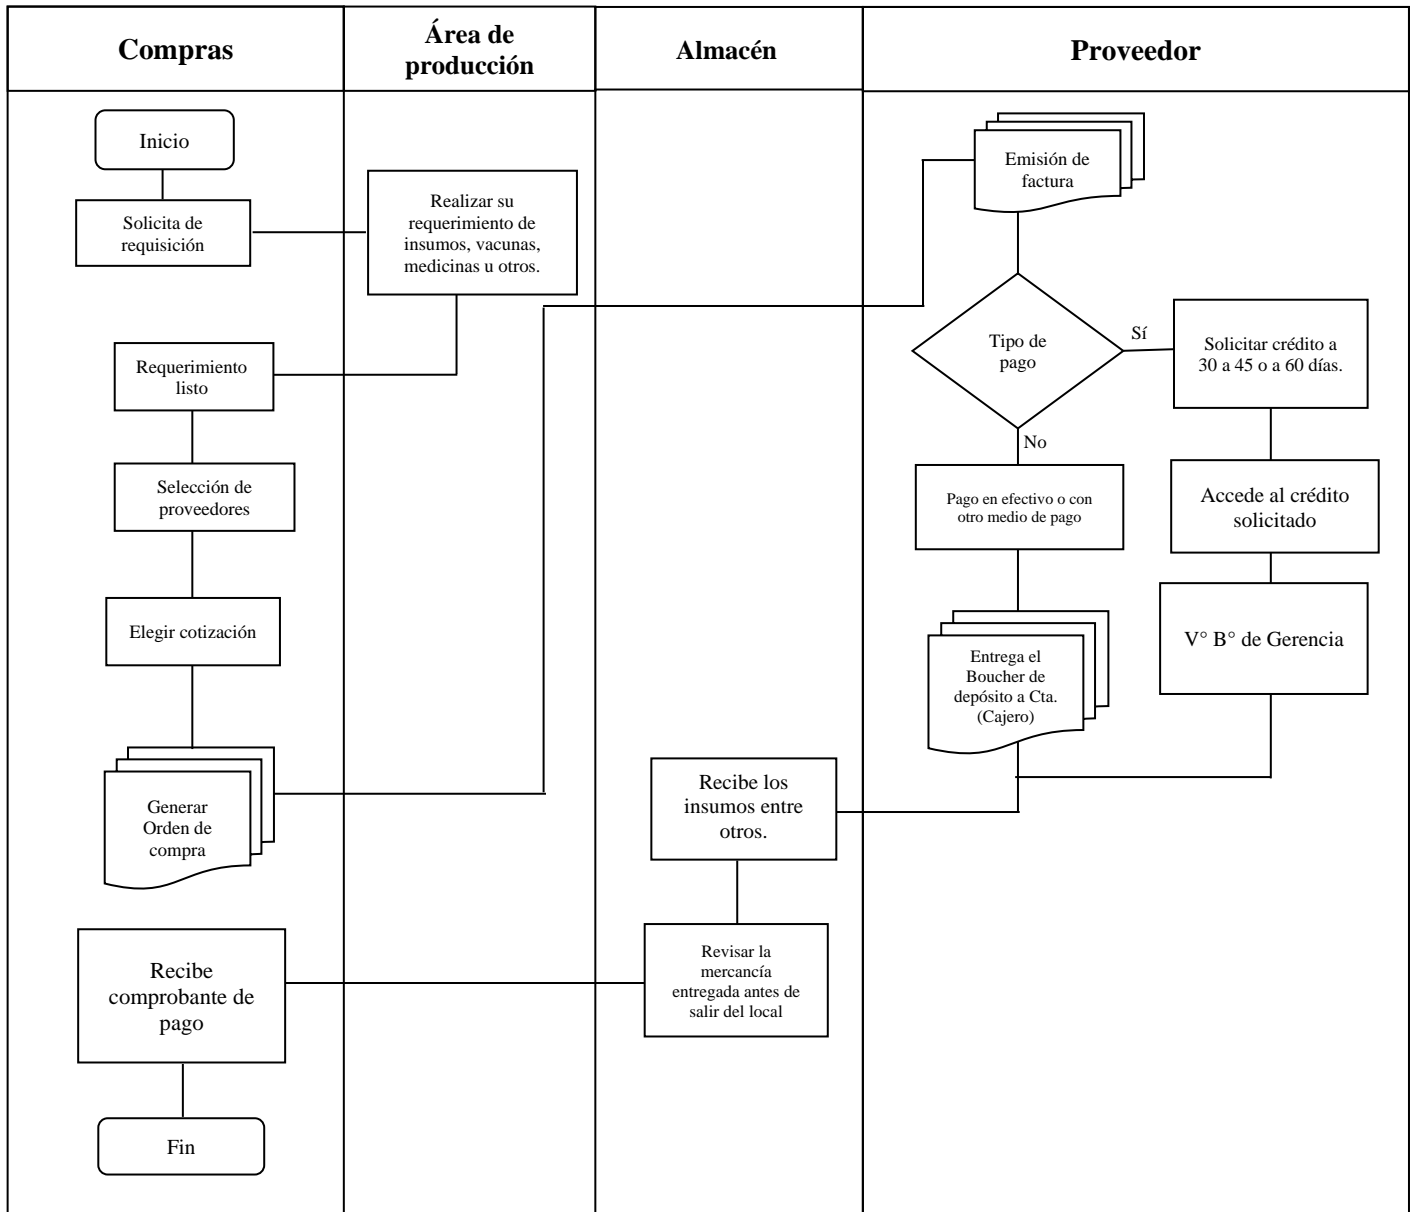 Compras
Área de
producción
Almacén
Proveedor
Inicio
Solicita de
requisición
Realizar su
requerimiento de
insumos, vacunas,
medicinas u otros.
Requerimiento
listo
Selección de
proveedores
Elegir cotización
Generar
Orden de
compra
Emisión de
factura
Tipo de
pago
Sí
Solicitar crédito a
30 a 45 o a 60 días.
No
Pago en efectivo o con
otro medio de pago
Accede al crédito
solicitado
Entrega el
Boucher de
depósito a Cta.
(Cajero)
V° B° de Gerencia
Recibe los
insumos entre
otros.
Revisar la
mercancía
entregada antes de
salir del local
Recibe
comprobante de
pago
Fin